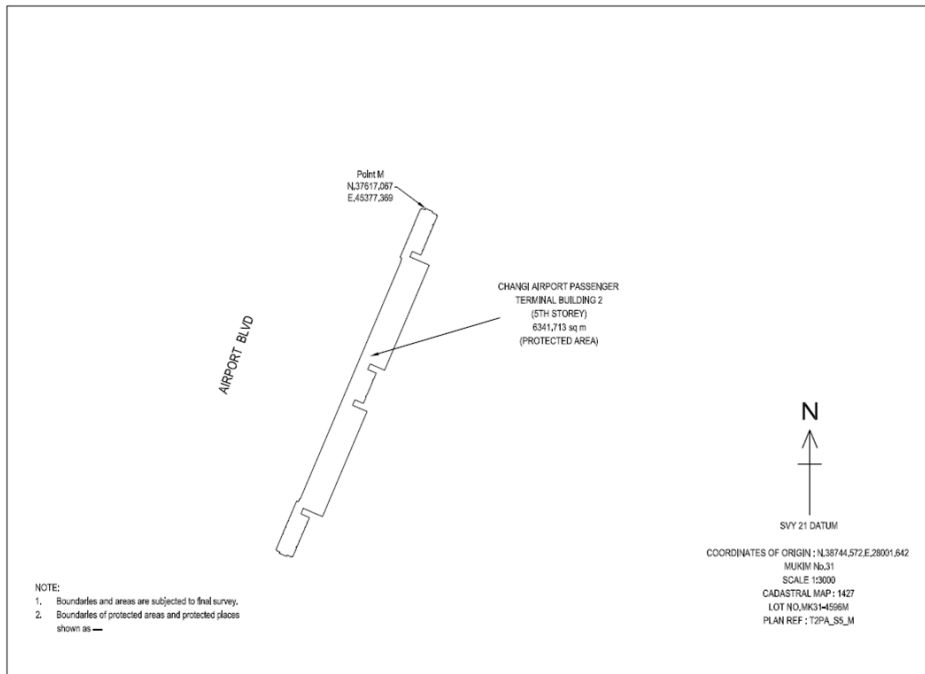 Point M
N.37617.067
E.45377.369
CHANGI AIRPORT PASSENGER
TERMINAL BUILDING 2
(5TH STOREY)
6341.713 sq m
(PROTECTED AREA)
AIRPORT BLVD
N
SVY 21 DATUM
COORDINATES OF ORIGIN : N.38744.572,E.28001.642
MUKIM No.31
SCALE 1:3000
CADASTRAL MAP : 1427
LOT NO.MK31-4596M
PLAN REF : T2PA_S5_M
NOTE:
1. Boundaries and areas are subjected to final survey.
2. Boundaries of protected areas and protected places
shown as —